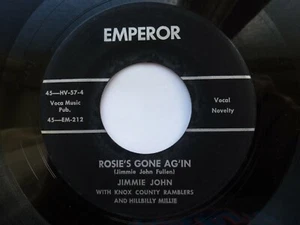 EMPEROR
45—HV-57-4
Voca Music
Pub.
45—EM-212
Vocal
Novelty
ROSIE'S GONE AG'IN
(Jimmie John Fullen)
JIMMIE JOHN
WITH KNOX COUNTY RAMBLERS
AND HILLBILLY MILLIE